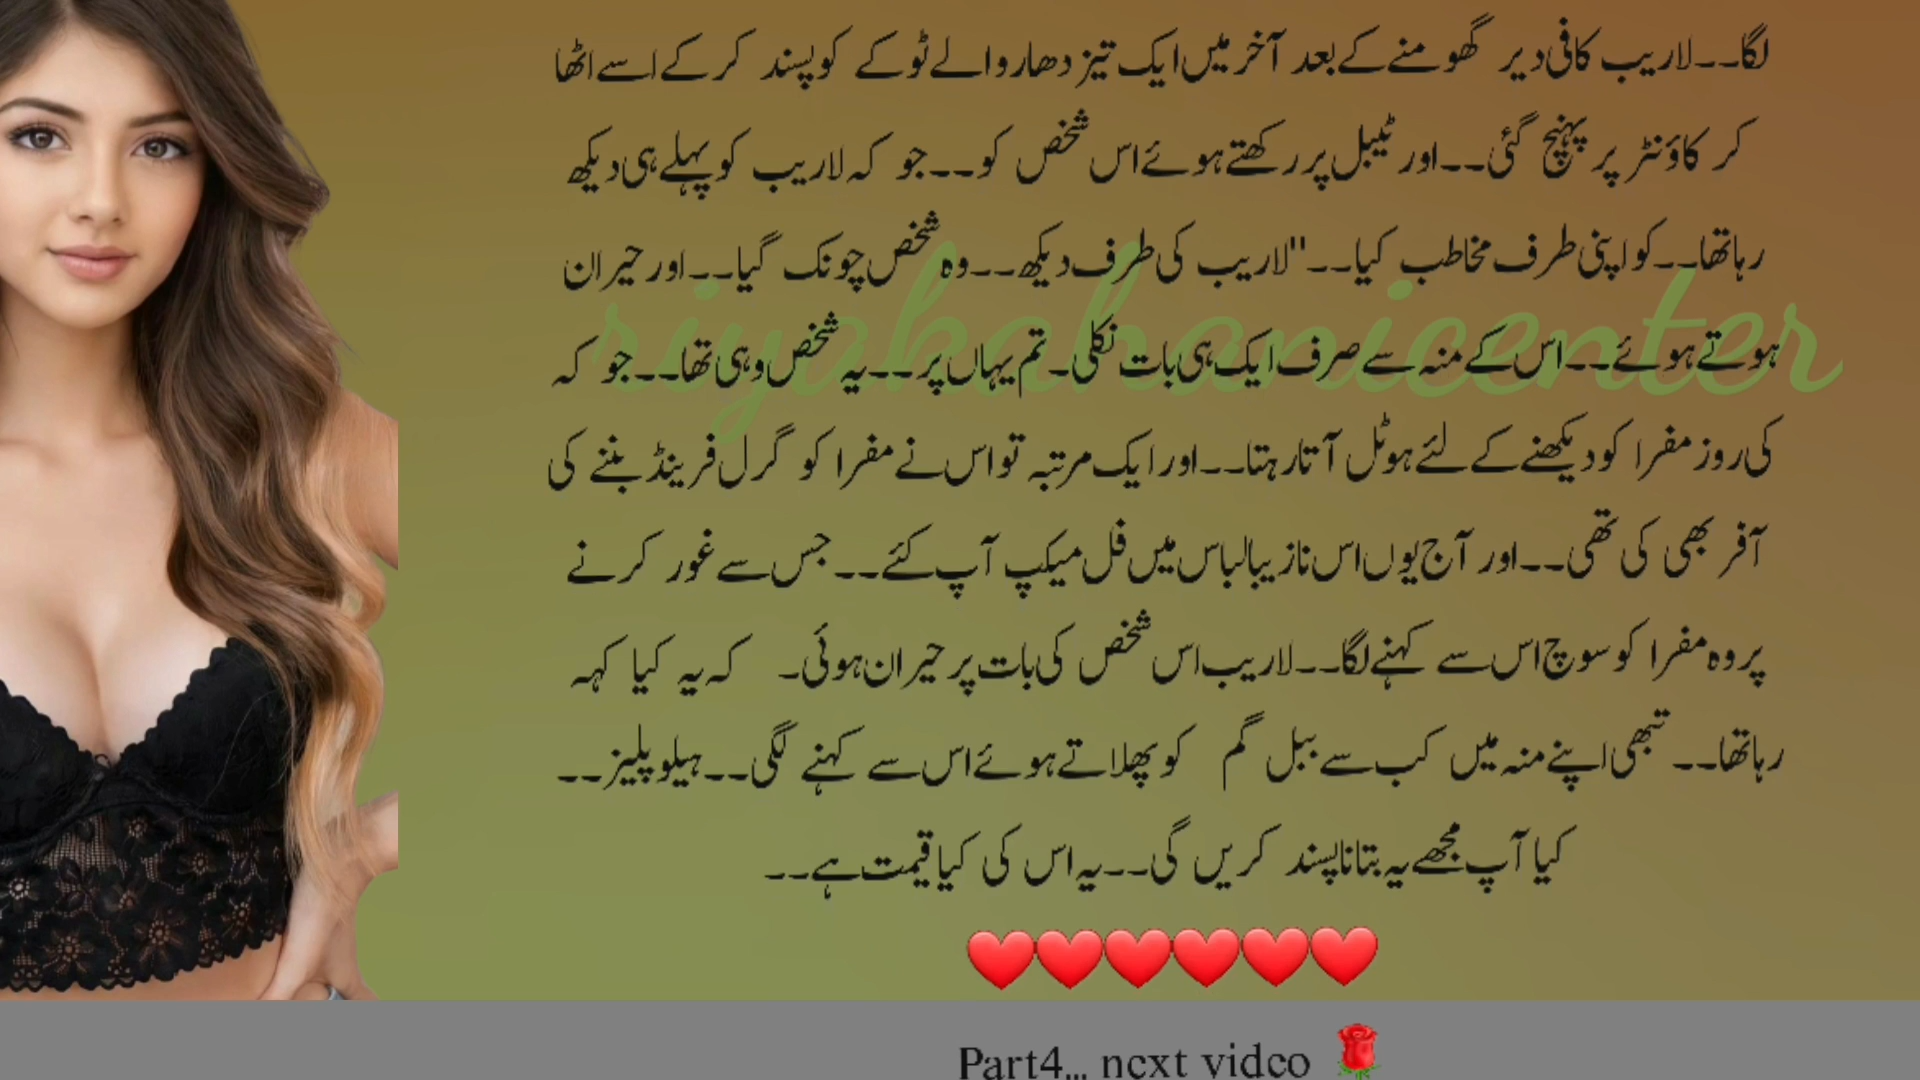 لگا۔۔لاریب کافی دیر گھومنے کے بعد آخر میں ایک تیز دھار والے ٹوکے کو پسند کر کے اسے اٹھا
کر کاؤنٹر پر پہنچ گئی۔۔اور ٹیبل پر رکھتے ہوئے اس شخص کو۔۔جو کہ لاریب کو پہلے ہی دیکھ
رہا تھا۔۔کو اپنی طرف مخاطب کیا۔۔"لاریب کی طرف دیکھ۔۔وہ شخص چونک گیا۔۔اور حیران
ہوتے ہوئے۔۔اس کے منہ سے صرف ایک ہی بات نکلی۔تم یہاں پر۔۔یہ شخص وہی تھا۔۔جو کہ
riyzkahanicenter
کی روز مفرا کو دیکھنے کے لئے ہوٹل آتا رہتا۔۔اور ایک مرتبہ تو اس نے مفرا کو گرل فرینڈ بننے کی
آفر بھی کی تھی۔۔اور آج یوں اس نازیبا لباس میں فل میکپ آپ کئے۔۔جس سے غور کرنے
پر وہ مفرا کو سوچ اس سے کہنے لگا۔۔لاریب اس شخص کی بات پر حیران ہوئی۔ کہ یہ کیا کہہ
رہا تھا۔۔تبھی اپنے منہ میں کب سے ببل گم کو پھلاتے ہوئے اس سے کہنے لگی۔۔ہیلو پلیز۔۔
کیا آپ مجھے یہ بتانا پسند کریں گی۔۔یہ اس کی کیا قیمت ہے۔۔
❤️❤️❤️❤️❤️❤️
Part4... next video 🌹